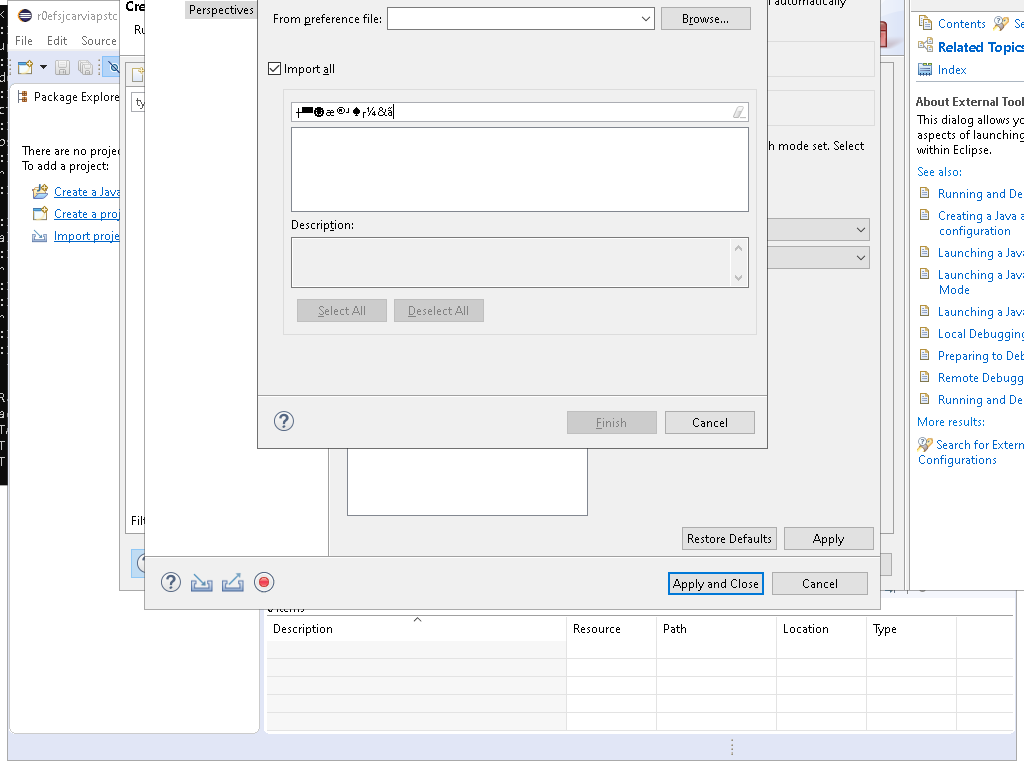 r0efsjcarviapstc
File Edit Source
Package Explore
There are no projec
To add a project:
Create a Java
Create a proj
Import proje
Cre
Ru
ty
Filt
Perspectives
From preference file:
Browse...
Import all
Description:
Select All
Deselect All
Finish
Cancel
automatically
h mode set. Select
Restore Defaults
Apply
Apply and Close
Cancel
Contents
Se
Related Topics
Index
About External Tool
This dialog allows yo
aspects of launching
within Eclipse.
See also:
Running and De
Creating a Java a
configuration
Launching a Java
Launching a Java
Mode
Launching a Java
Local Debugging
Preparing to Deb
Remote Debugg
Running and De
More results:
Search for Extern
Configurations
Description
Resource
Path
Location
Type